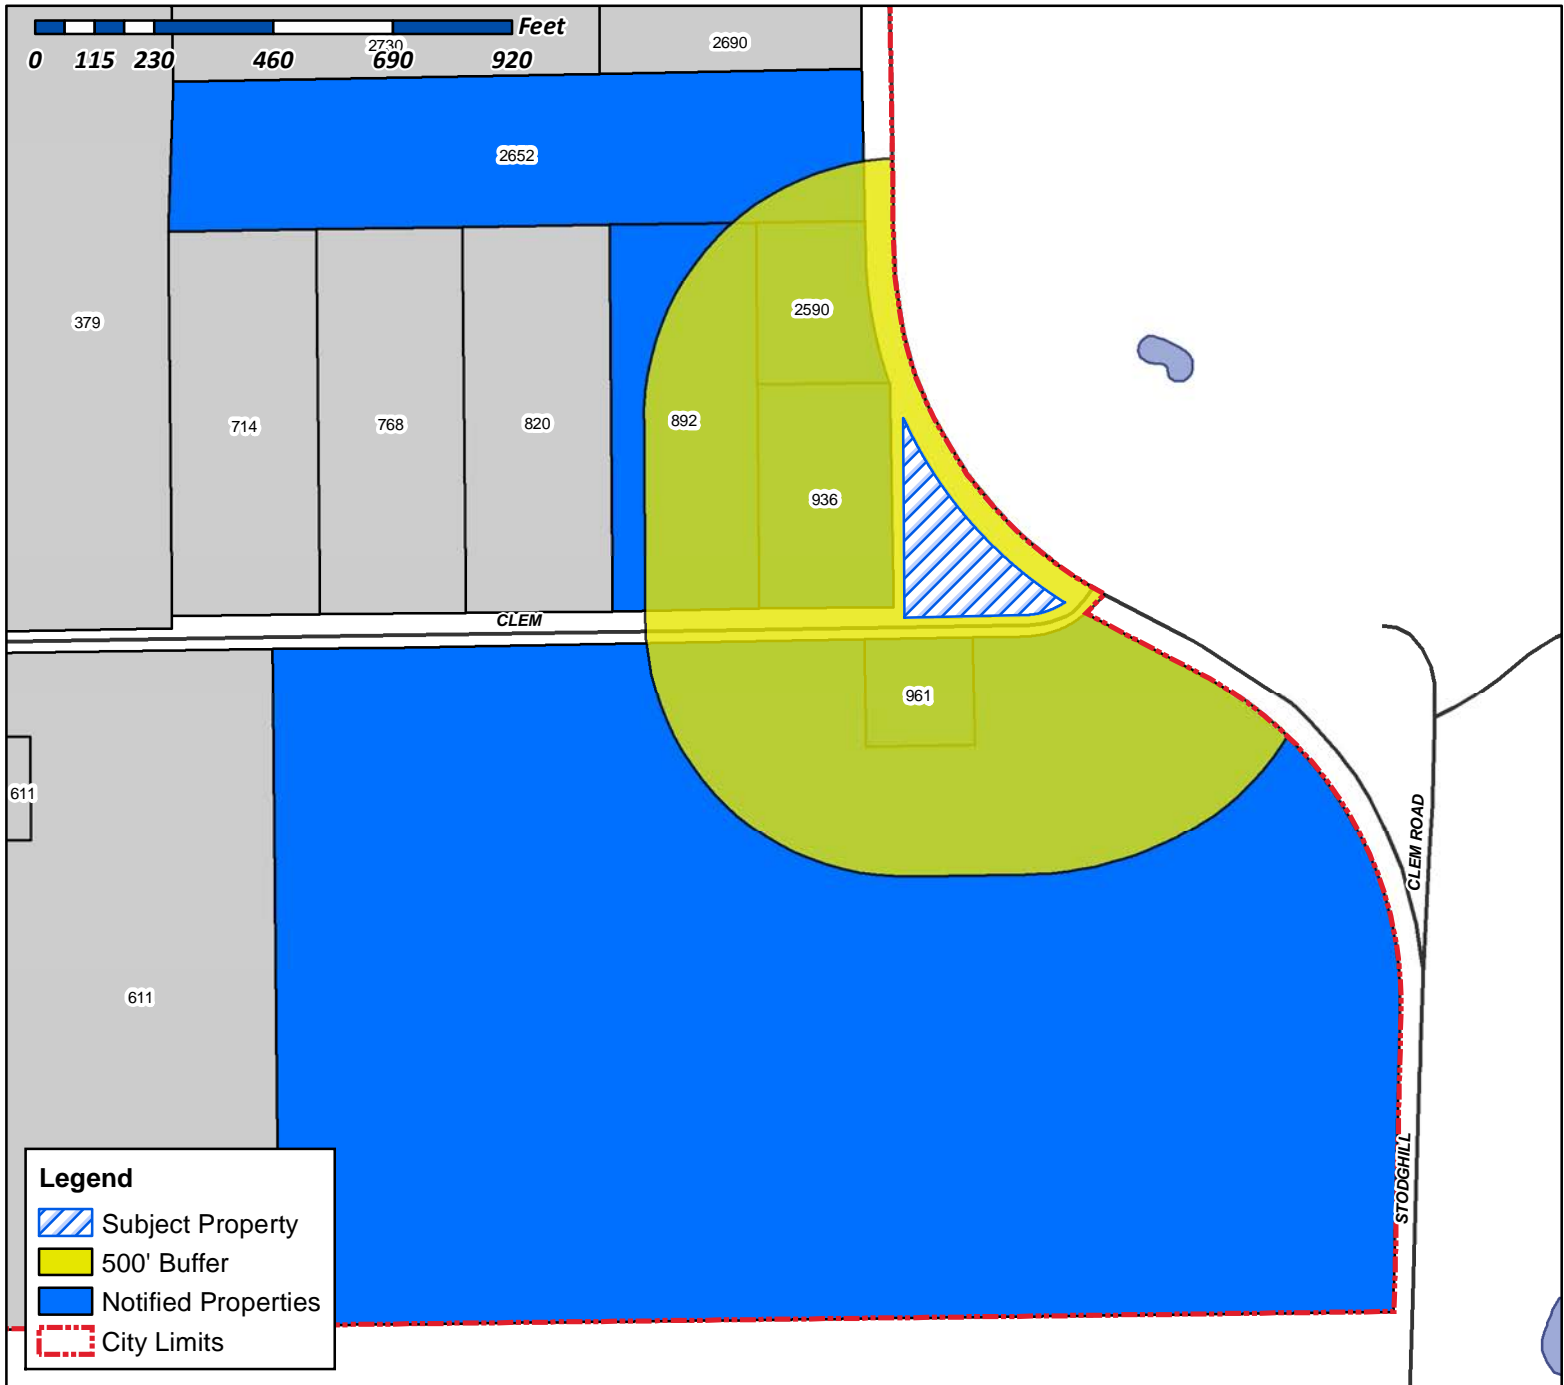 Feet
0 115 230 460 690 920
2730
2690
2652
379
2590
714
768
820
892
936
CLEM
961
611
CLEM ROAD
611
STODGHILL
Legend
Subject Property
500' Buffer
Notified Properties
City Limits